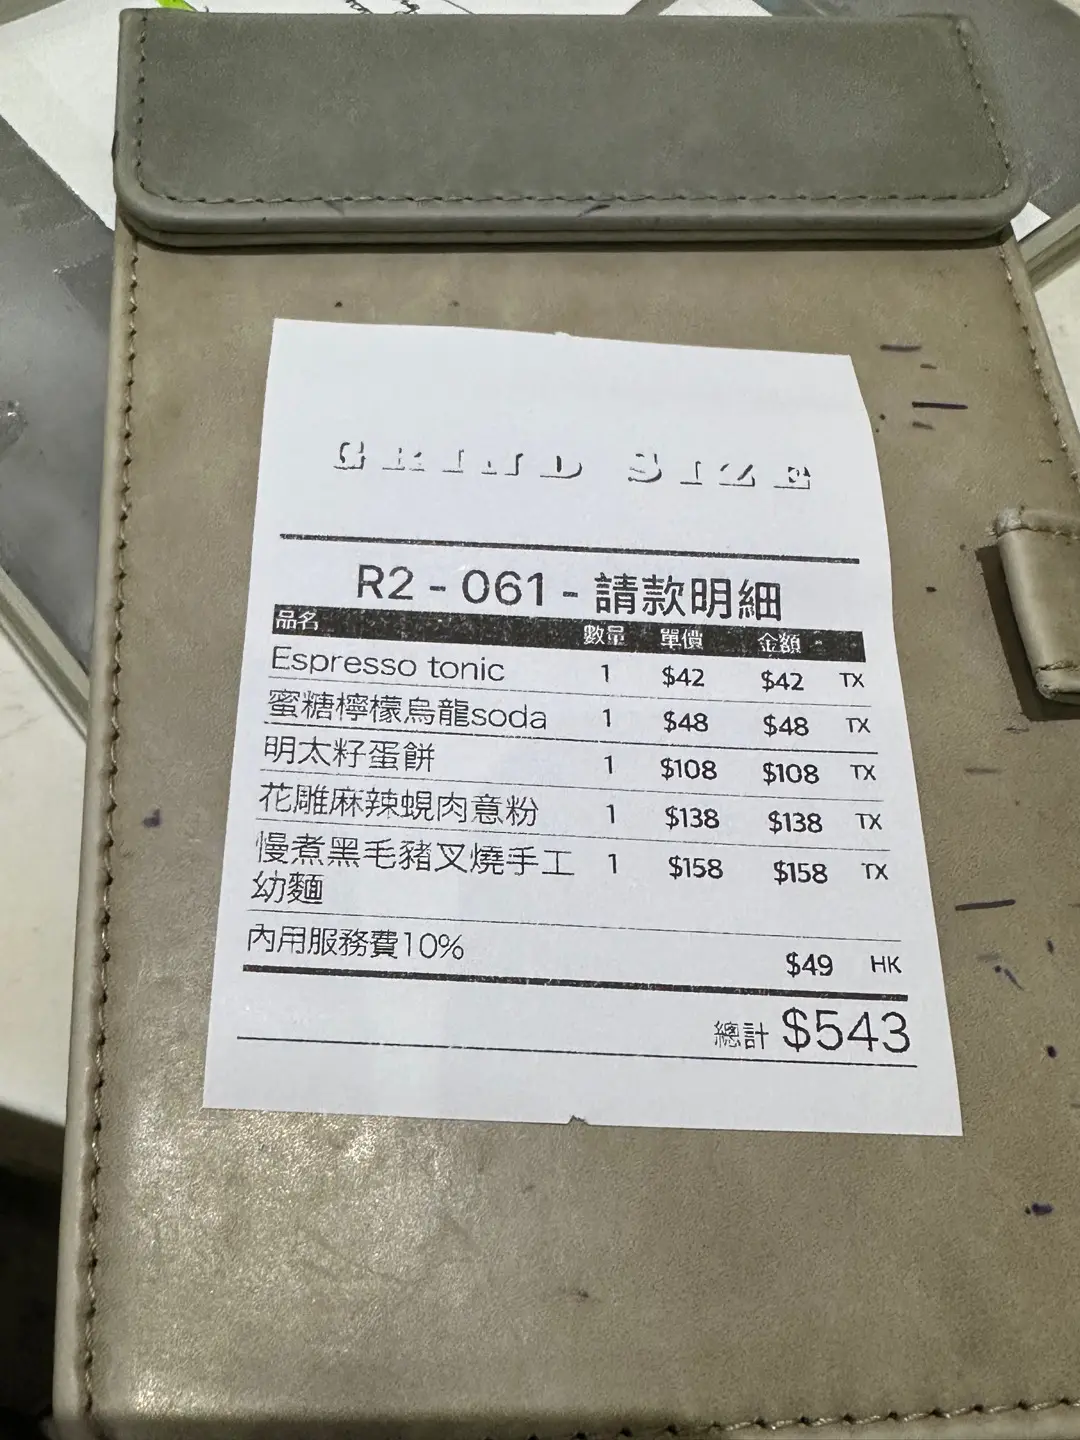 GRIND SIZE
R2 - 061 - 請款明細
品名 數量 單價 金額
Espresso tonic 1 $42 $42 TX
蜜糖檸檬烏龍soda 1 $48 $48 TX
明太籽蛋餅 1 $108 $108 TX
花雕麻辣蜆肉意粉 1 $138 $138 TX
慢煮黑毛豬叉燒手工 1 $158 $158 TX
幼麵
內用服務費10% $49 HK
總計 $543